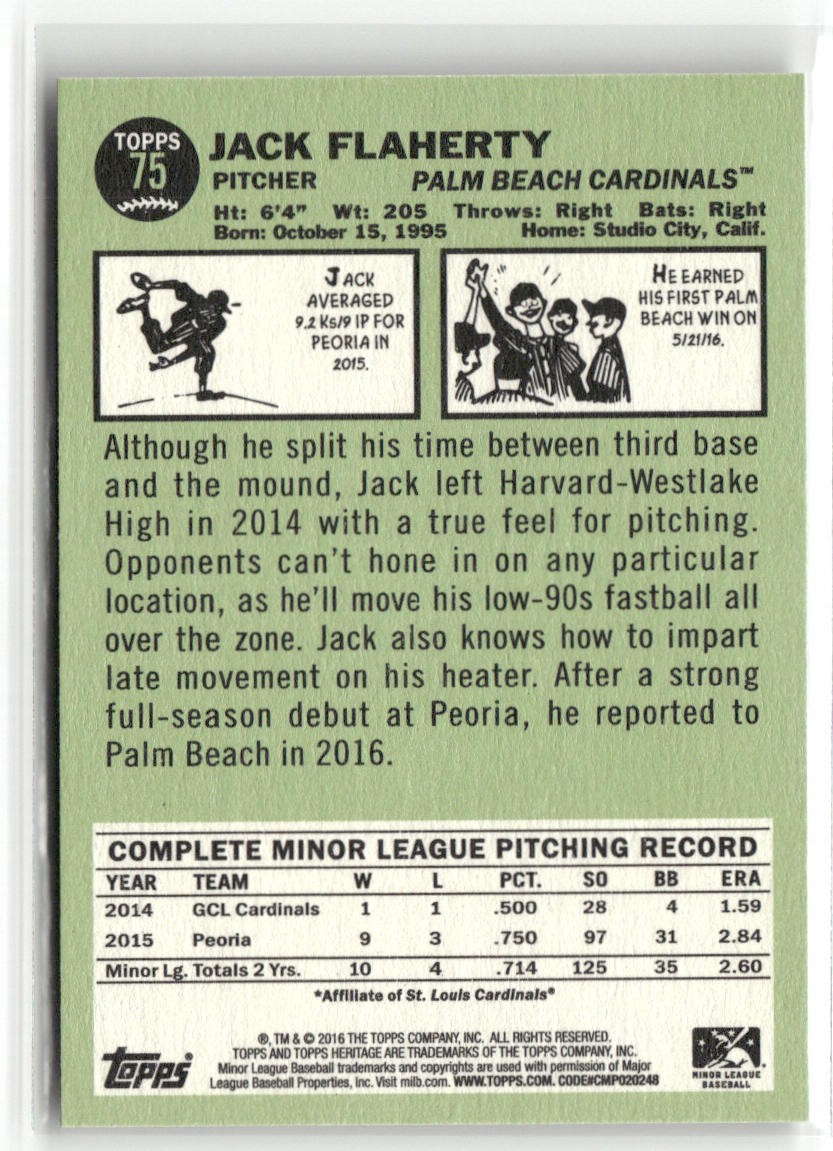 TOPPS
75
JACK FLAHERTY
PITCHER PALM BEACH CARDINALS™
Ht: 6'4" Wt: 205 Throws: Right Bats: Right
Born: October 15, 1995 Home: Studio City, Calif.
JACK
AVERAGED
9.2 Ks/9 IP FOR
PEORIA IN
2015.
HE EARNED
HIS FIRST PALM
BEACH WIN ON
5/21/16.
Although he split his time between third base
and the mound, Jack left Harvard-Westlake
High in 2014 with a true feel for pitching.
Opponents can't hone in on any particular
location, as he'll move his low-90s fastball all
over the zone. Jack also knows how to impart
late movement on his heater. After a strong
full-season debut at Peoria, he reported to
Palm Beach in 2016.
COMPLETE MINOR LEAGUE PITCHING RECORD
YEAR TEAM W L PCT. SO BB ERA
2014 GCL Cardinals 1 1 .500 28 4 1.59
2015 Peoria 9 3 .750 97 31 2.84
Minor Lg. Totals 2 Yrs. 10 4 .714 125 35 2.60
*Affiliate of St. Louis Cardinals®
®, TM & © 2016 THE TOPPS COMPANY, INC. ALL RIGHTS RESERVED.
TOPPS AND TOPPS HERITAGE ARE TRADEMARKS OF THE TOPPS COMPANY, INC.
Minor League Baseball trademarks and copyrights are used with permission of Major
League Baseball Properties, Inc. Visit milb.com. WWW.TOPPS.COM. CODE#CMP020248
Topps®
MINOR LEAGUE
BASEBALL